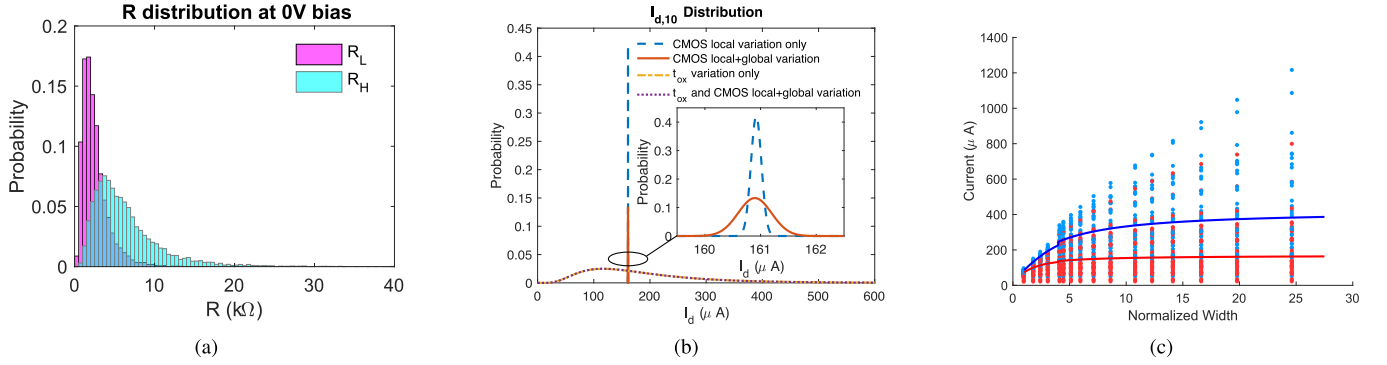 R distribution at 0V bias
0.2
0.15
0.1
0.05
0
Probability
R_L
R_H
0
10
20
30
40
R (kΩ)
(a)
I_d,10 Distribution
0.45
0.4
0.35
0.3
0.25
0.2
0.15
0.1
0.05
0
Probability
CMOS local variation only
CMOS local+global variation
t_ox variation only
t_ox and CMOS local+global variation
0.4
0.3
0.2
0.1
0
Probability
160
161
162
I_d (μ A)
0
100
200
300
400
500
600
I_d (μ A)
(b)
1400
1200
1000
800
600
400
200
0
Current (μ A)
0
5
10
15
20
25
30
Normalized Width
(c)